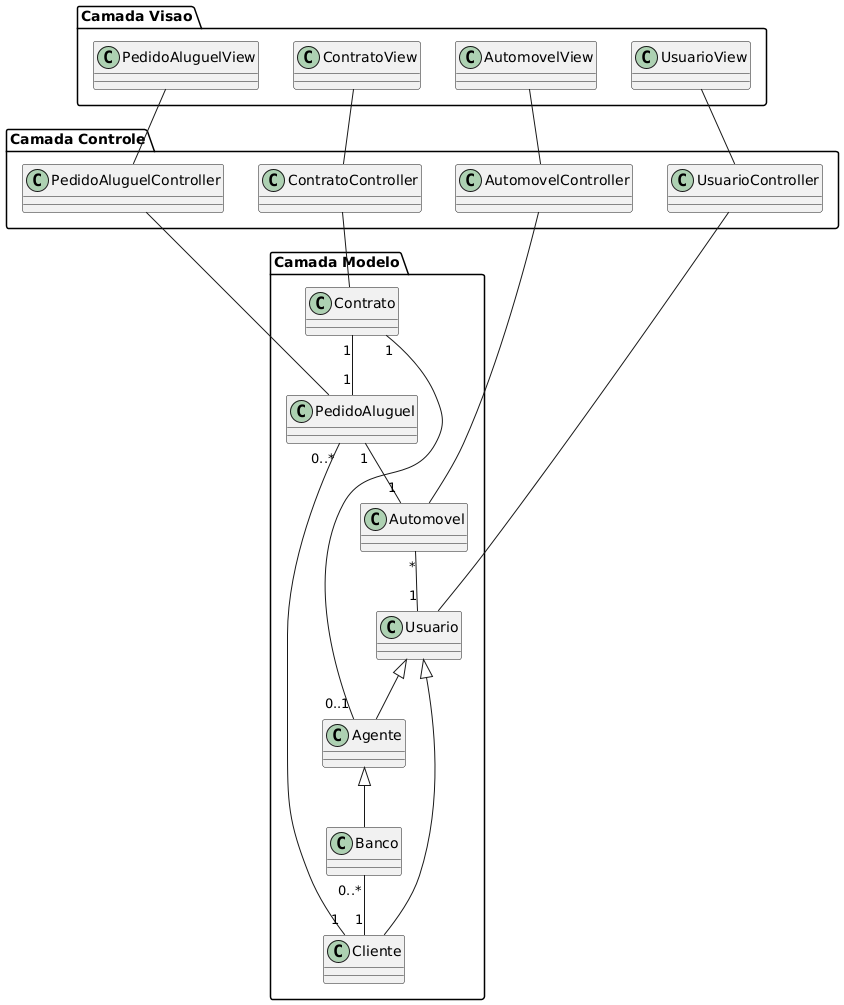 Camada Visao
C PedidoAluguelView
C ContratoView
C AutomovelView
C UsuarioView
Camada Controle
C PedidoAluguelController
C ContratoController
C AutomovelController
C UsuarioController
Camada Modelo
C Contrato
1
1
1
C PedidoAluguel
0..*
1
1
C Automovel
*
1
C Usuario
0..1
C Agente
C Banco
0..*
1
1
C Cliente